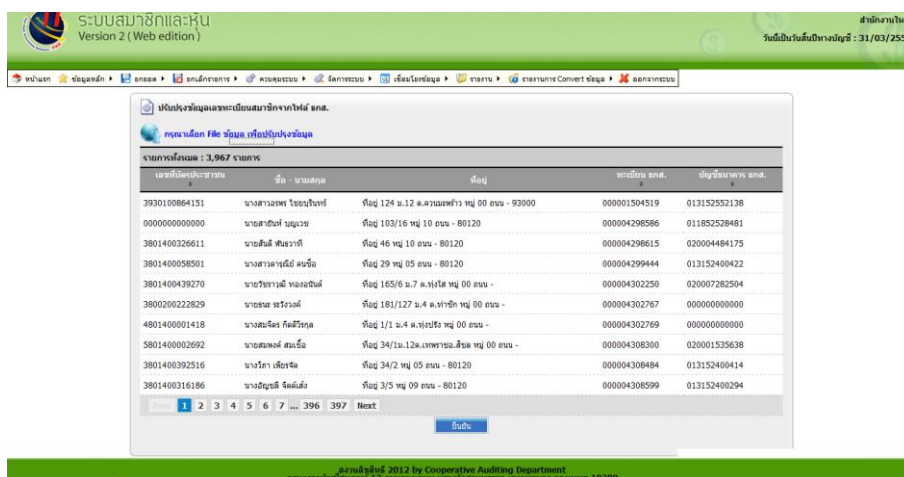 ระบบสมาชิกและหุ้น
Version 2 ( Web edition )
สำนักงานให
วันนี้เป็นวันสิ้นปีทางบัญชี : 31/03/255
หน้าแรก ข้อมูลหลัก ยกยอด ยกเลิกรายการ ควบคุมระบบ จัดการระบบ เชื่อมโยงข้อมูล รายงาน รายงานการ Convert ข้อมูล ออกจากระบบ
ปรับปรุงข้อมูลเลขทะเบียนสมาชิกจากไฟล์ ธกส.
กรุณาเลือก File ข้อมูล เพื่อปรับปรุงข้อมูล
รายการทั้งหมด : 3,967 รายการ
เลขที่บัตรประชาชน ชื่อ - นามสกุล ที่อยู่ ทะเบียน ธกส. บัญชีธนาคาร ธกส.
3930100864151 นางสาวอรพร ไชยบุรินทร์ ที่อยู่ 124 ม.12 ต.ควนมะพร้าว หมู่ 00 ถนน - 93000 000001504519 013152552138
0000000000000 นายสายันห์ บุญเวช ที่อยู่ 103/16 หมู่ 10 ถนน - 80120 000004298586 011852528481
3801400326611 นายสันติ พันธวาที ที่อยู่ 46 หมู่ 10 ถนน - 80120 000004298615 020004484175
3801400058501 นางสาวดารุณีย์ คนซื่อ ที่อยู่ 29 หมู่ 05 ถนน - 80120 000004299444 013152400422
3801400439270 นายวัชราวุฒิ ทองอนันต์ ที่อยู่ 165/6 ม.7 ต.ทุ่งใส หมู่ 00 ถนน - 000004302250 020007282504
3800200222829 นายธนะ ระวังวงค์ ที่อยู่ 181/127 ม.4 ต.ท่าซัก หมู่ 00 ถนน - 000004302767 000000000000
4801400001418 นางสมจิตร กิตติวีรกุล ที่อยู่ 1/1 ม.4 ต.ทุ่งปรัง หมู่ 00 ถนน - 000004302769 000000000000
5801400002692 นายสมพงศ์ สมเชื้อ ที่อยู่ 34/1ม.12ต.เทพราชอ.สิชล หมู่ 00 ถนน - 000004308300 020001535638
3801400392516 นางวิภา เพียรจัด ที่อยู่ 34/2 หมู่ 05 ถนน - 80120 000004308484 013152400414
3801400316186 นางอัญชลี จิตต์เส้ง ที่อยู่ 3/5 หมู่ 09 ถนน - 80120 000004308599 013152400294
1 2 3 4 5 6 7 ... 396 397 Next
ยืนยัน
สงวนลิขสิทธิ์ 2012 by Cooperative Auditing Department